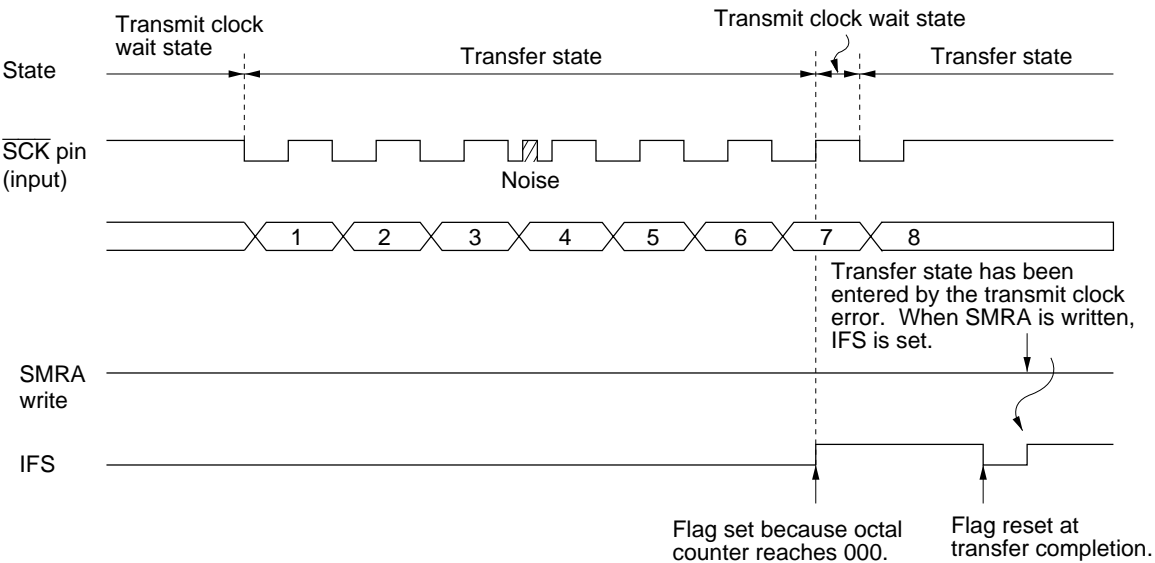 Transmit clock
wait state
Transmit clock wait state
State
Transfer state
Transfer state
SCK pin
(input)
Noise
1 2 3 4 5 6 7 8
Transfer state has been
entered by the transmit clock
error. When SMRA is written,
IFS is set.
SMRA
write
IFS
Flag set because octal
counter reaches 000.
Flag reset at
transfer completion.